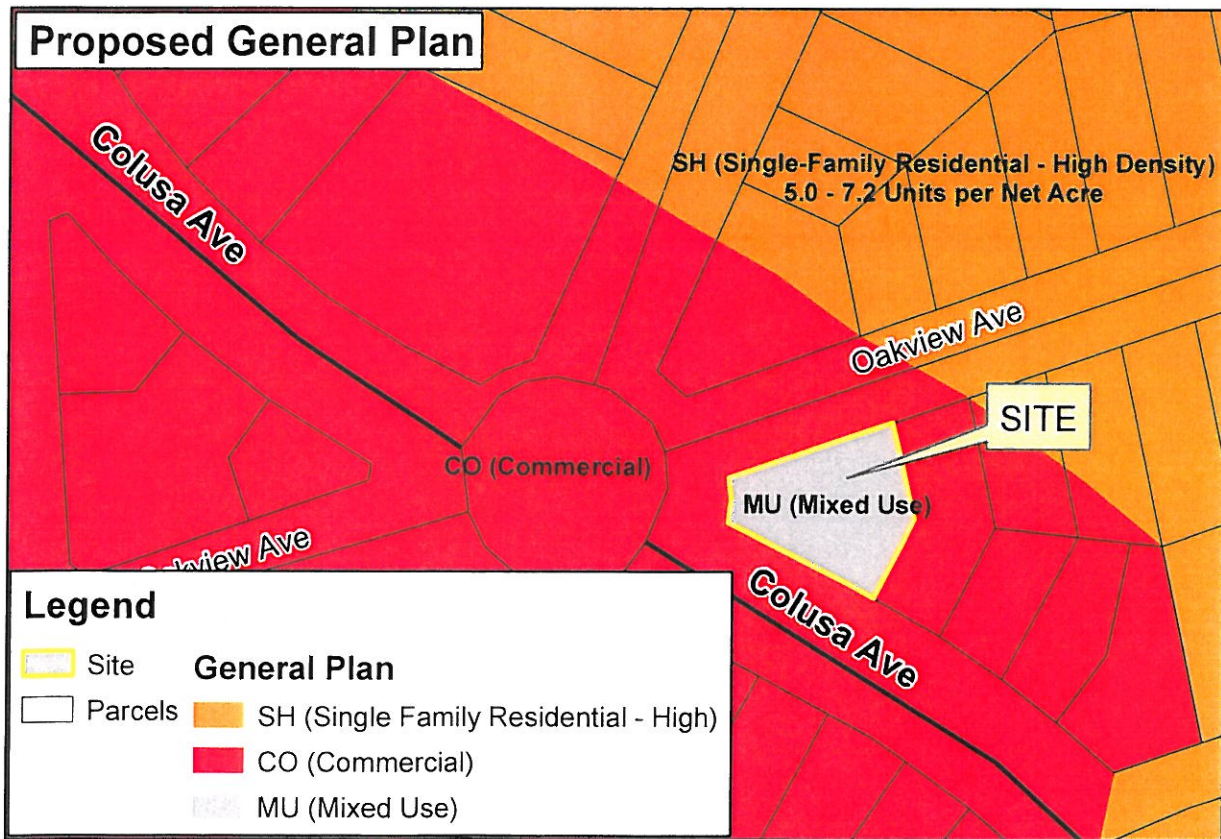 Proposed General Plan
Colusa Ave
SH (Single-Family Residential - High Density)
5.0 - 7.2 Units per Net Acre
Oakview Ave
SITE
CO (Commercial)
MU (Mixed Use)
Oakview Ave
Colusa Ave
Legend
Site
Parcels
General Plan
SH (Single Family Residential - High)
CO (Commercial)
MU (Mixed Use)